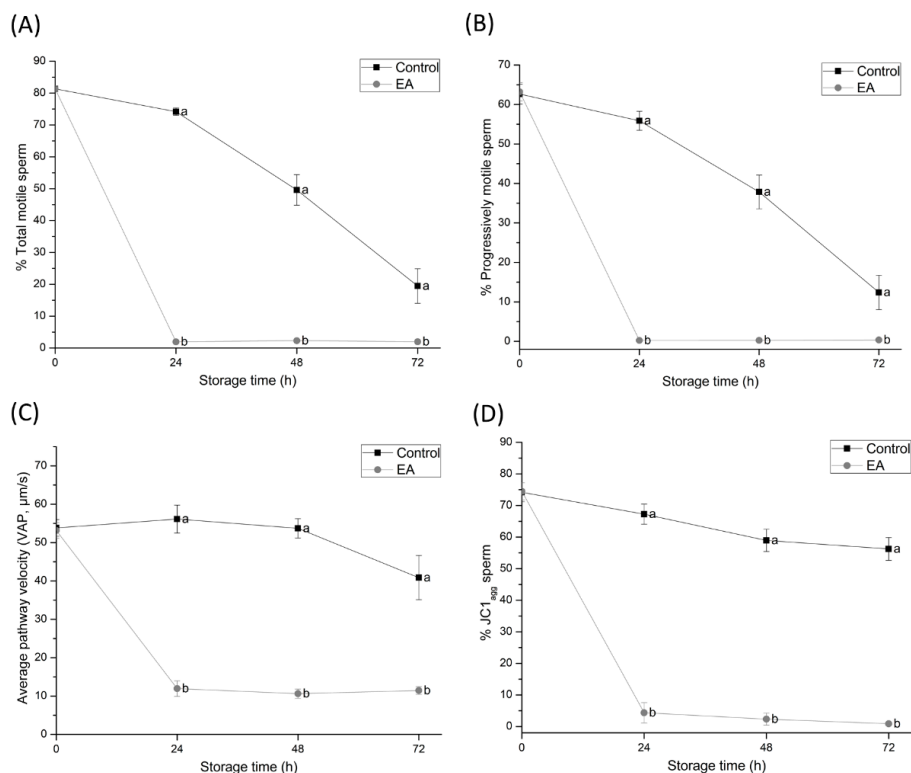 (A)
Control
EA
90
80
70
60
50
40
30
20
10
0
% Total motile sperm
a
a
a
b
b
b
0
24
48
72
Storage time (h)
(B)
Control
EA
70
60
50
40
30
20
10
0
% Progressively motile sperm
a
a
a
b
b
b
0
24
48
72
Storage time (h)
(C)
Control
EA
70
60
50
40
30
20
10
0
Average pathway velocity (VAP, μm/s)
a
a
a
b
b
b
0
24
48
72
Storage time (h)
(D)
Control
EA
90
80
70
60
50
40
30
20
10
0
% JC1agg sperm
a
a
a
b
b
b
0
24
48
72
Storage time (h)